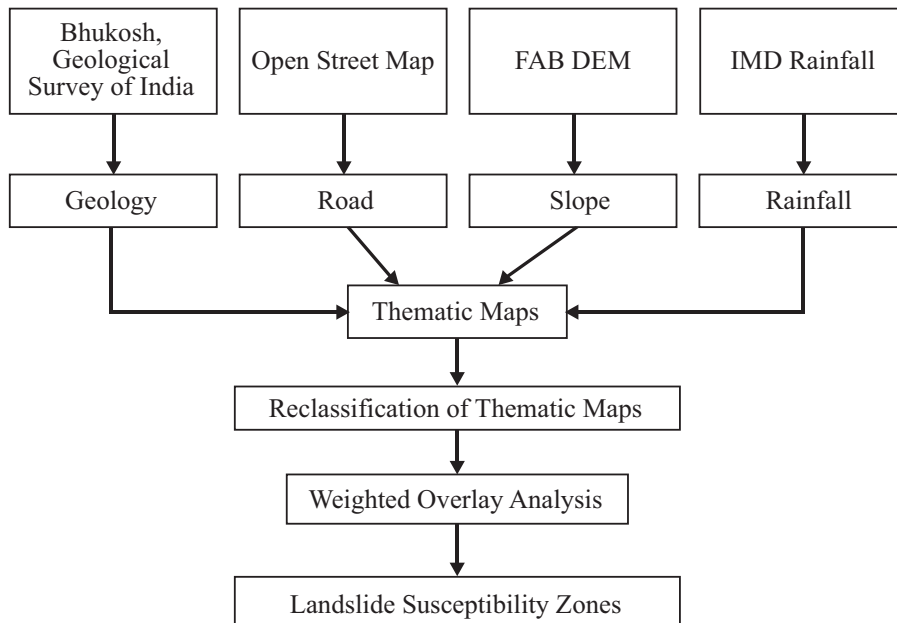 Bhukosh,
Geological
Survey of India
Open Street Map
FAB DEM
IMD Rainfall
Geology
Road
Slope
Rainfall
Thematic Maps
Reclassification of Thematic Maps
Weighted Overlay Analysis
Landslide Susceptibility Zones